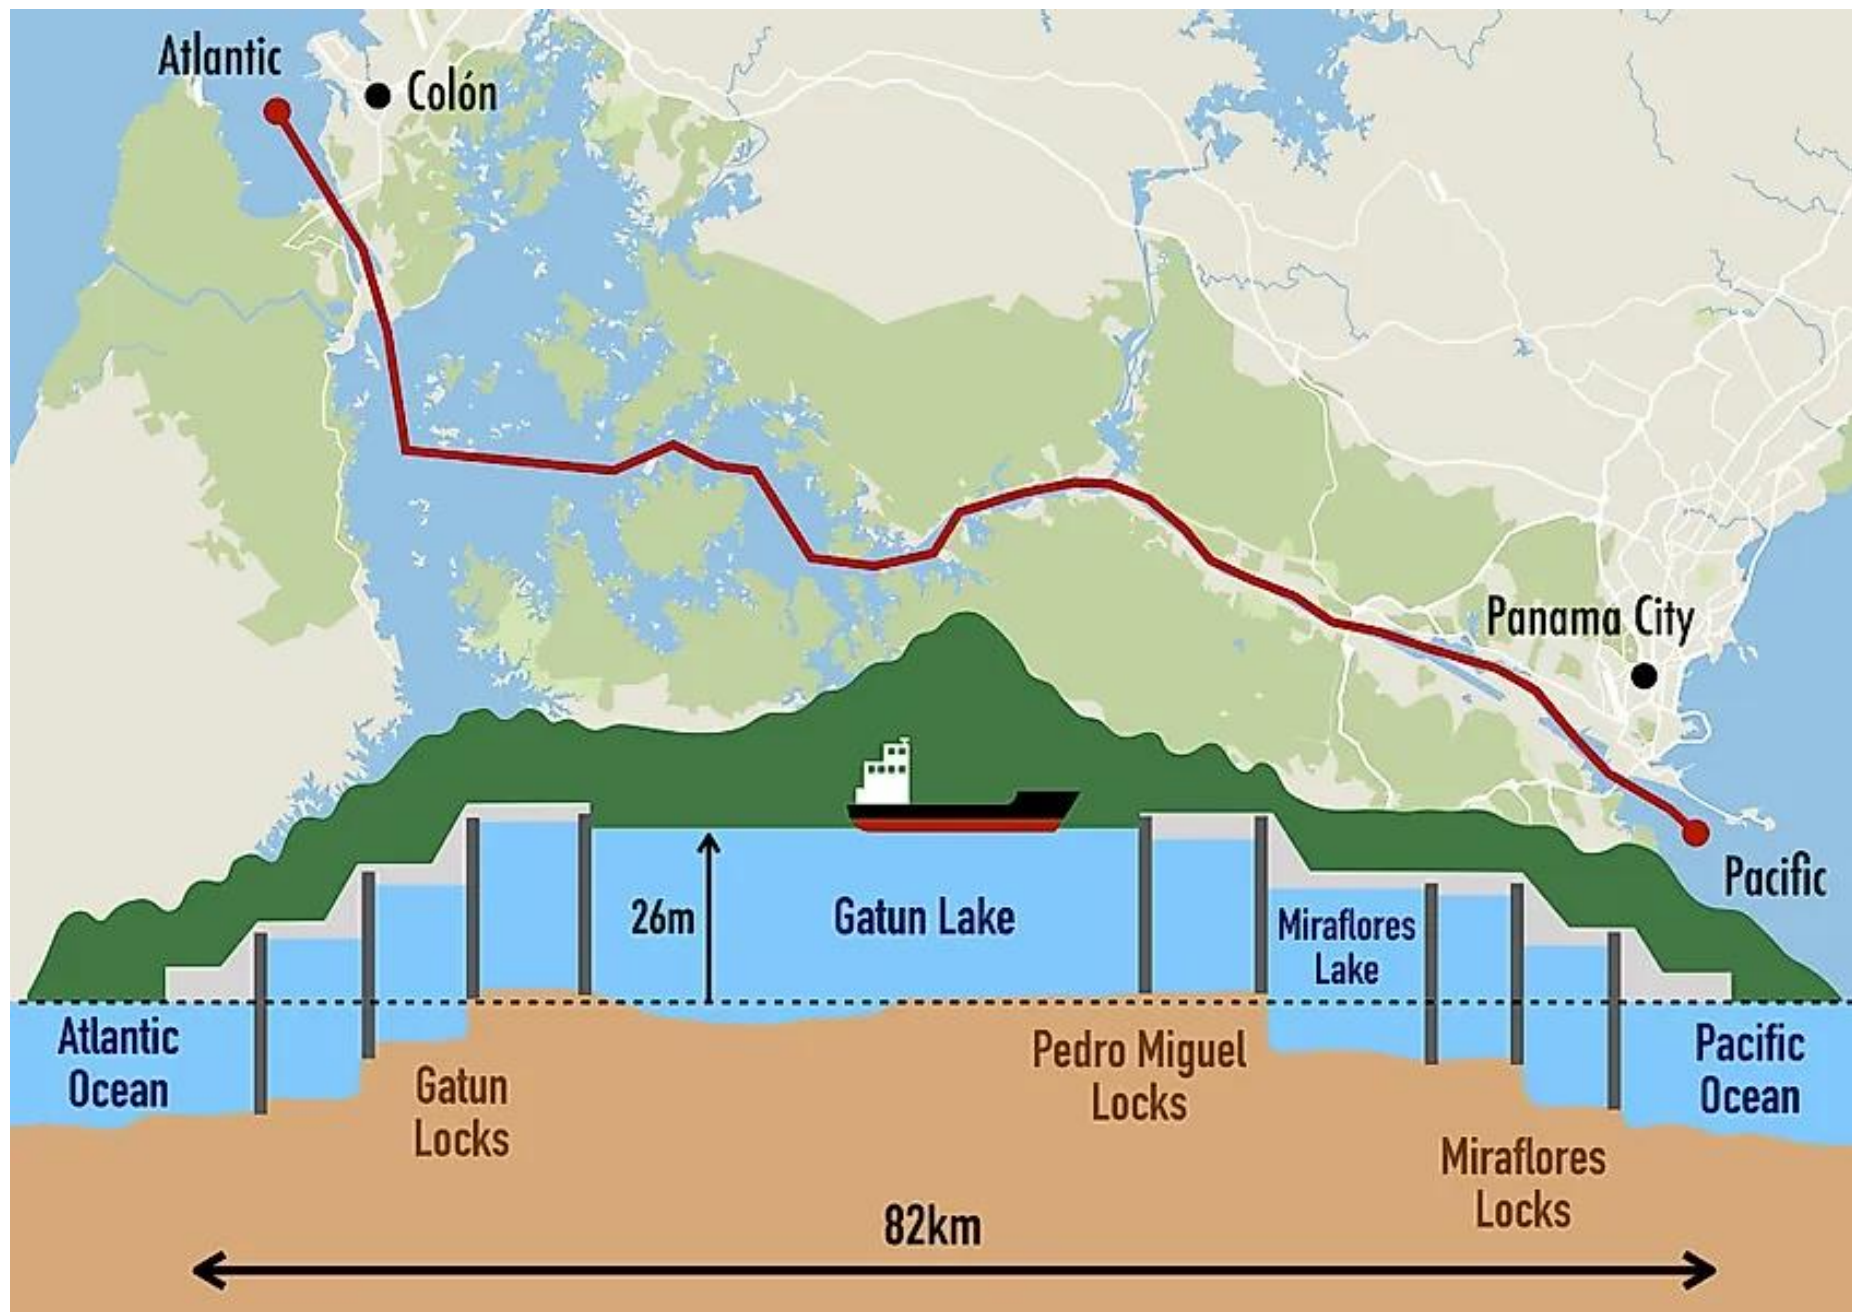 Atlantic
Colón
Panama City
Pacific
26m
Gatun Lake
Miraflores
Lake
Atlantic
Ocean
Gatun
Locks
Pedro Miguel
Locks
Miraflores
Locks
Pacific
Ocean
82km